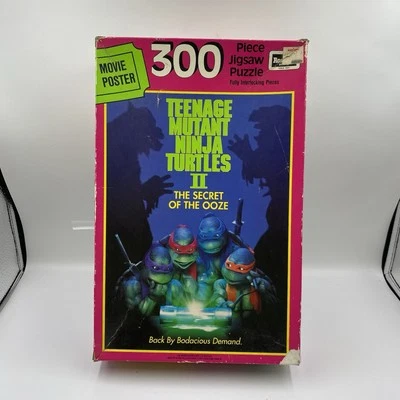 MOVIE
POSTER
300
Piece
Jigsaw
Puzzle
Fully Interlocking Pieces
TEENAGE
MUTANT
NINJA
TURTLES
II
THE SECRET
OF THE OOZE
Back By Bodacious Demand.